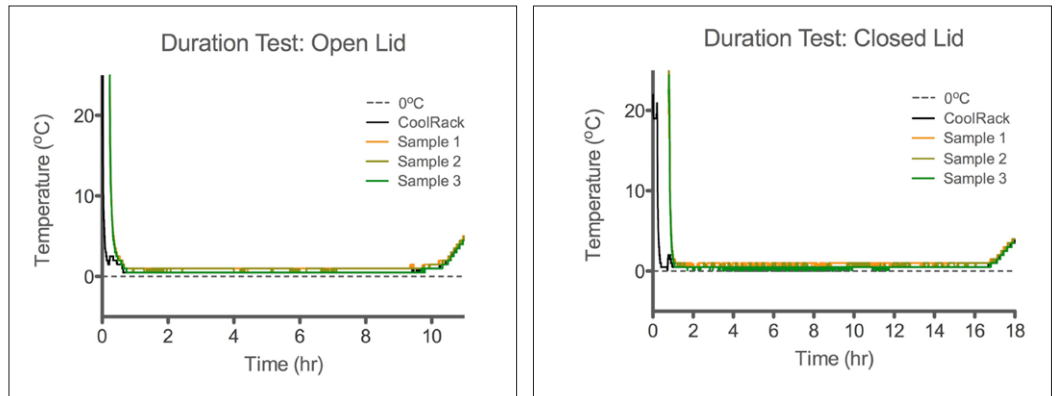 Duration Test: Open Lid
Temperature (ºC)
20
10
0
0ºC
CoolRack
Sample 1
Sample 2
Sample 3
0 2 4 6 8 10
Time (hr)
Duration Test: Closed Lid
Temperature (ºC)
20
10
0
0ºC
CoolRack
Sample 1
Sample 2
Sample 3
0 2 4 6 8 10 12 14 16 18
Time (hr)